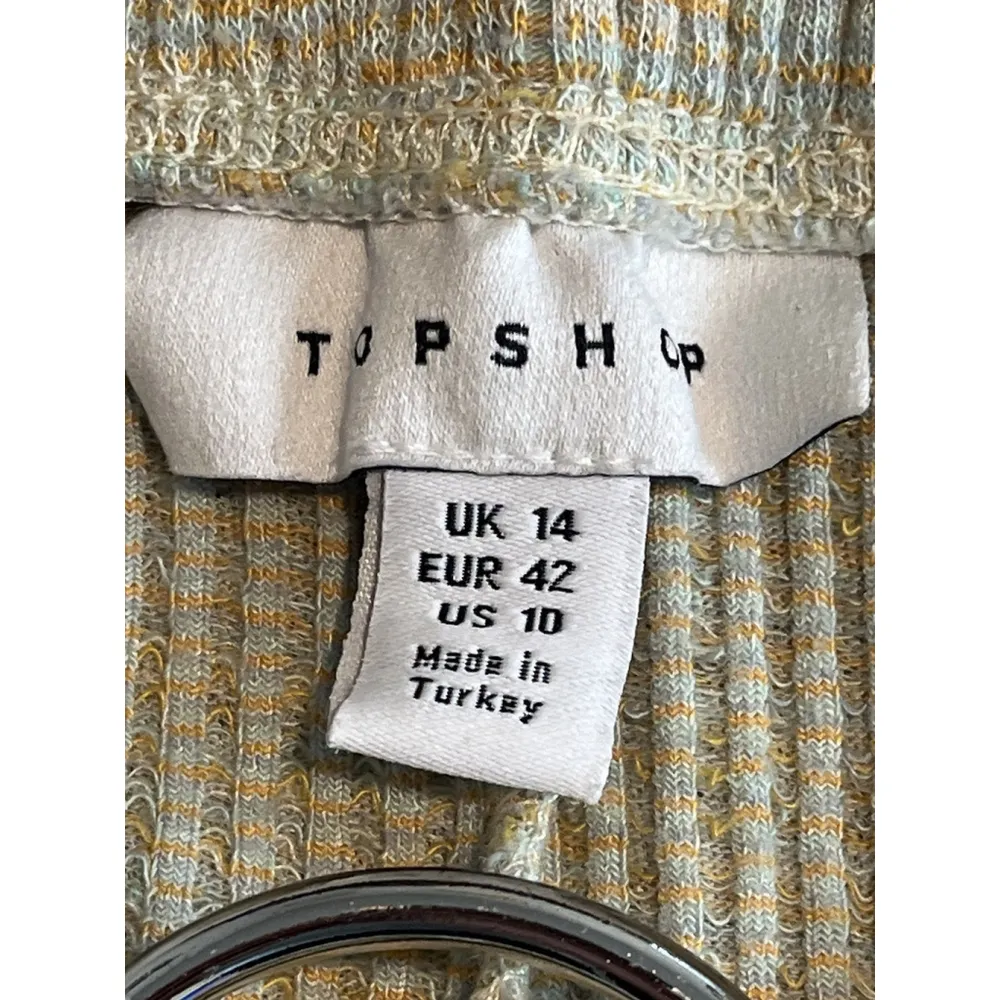 TOPSHOP
UK 14
EUR 42
US 10
Made in
Turkey